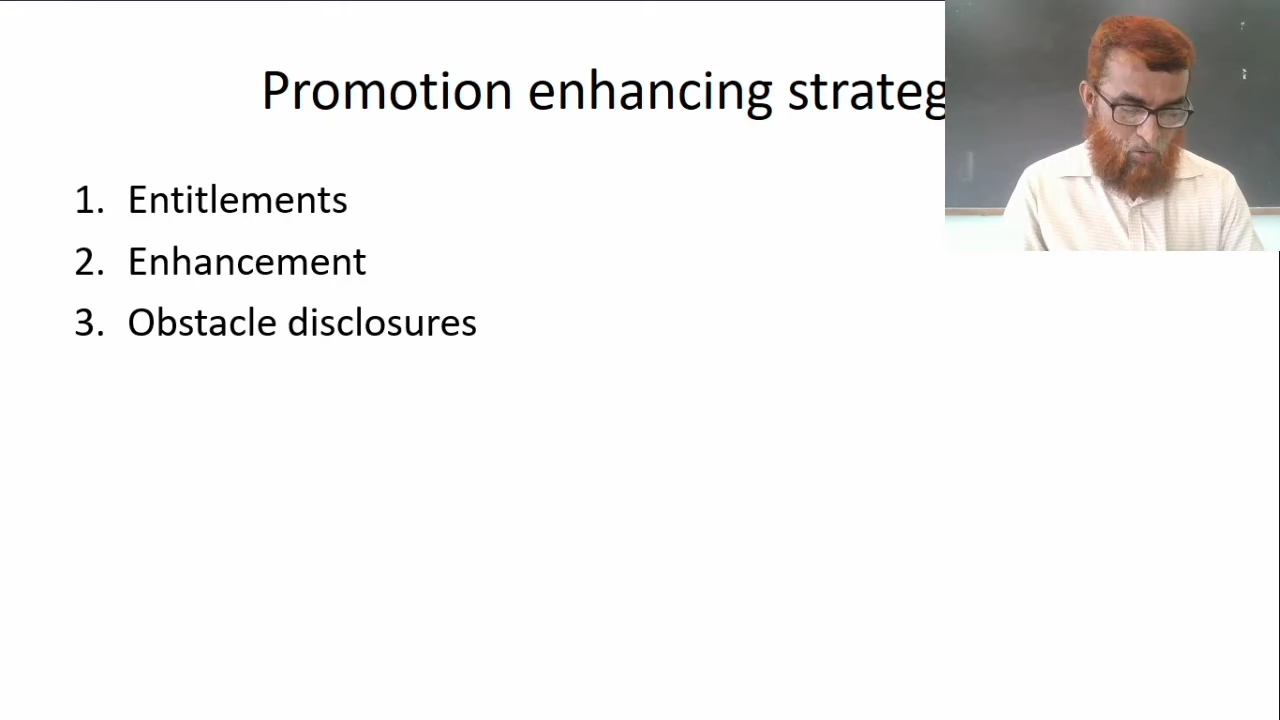 Promotion enhancing strateg
1. Entitlements
2. Enhancement
3. Obstacle disclosures